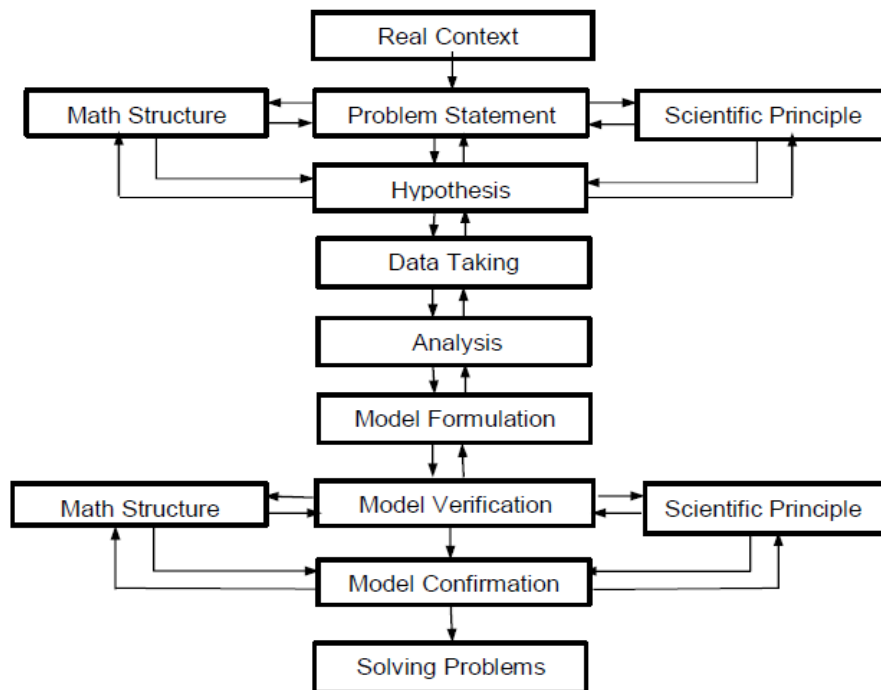 Real Context
Math Structure
Problem Statement
Scientific Principle
Hypothesis
Data Taking
Analysis
Model Formulation
Math Structure
Model Verification
Scientific Principle
Model Confirmation
Solving Problems